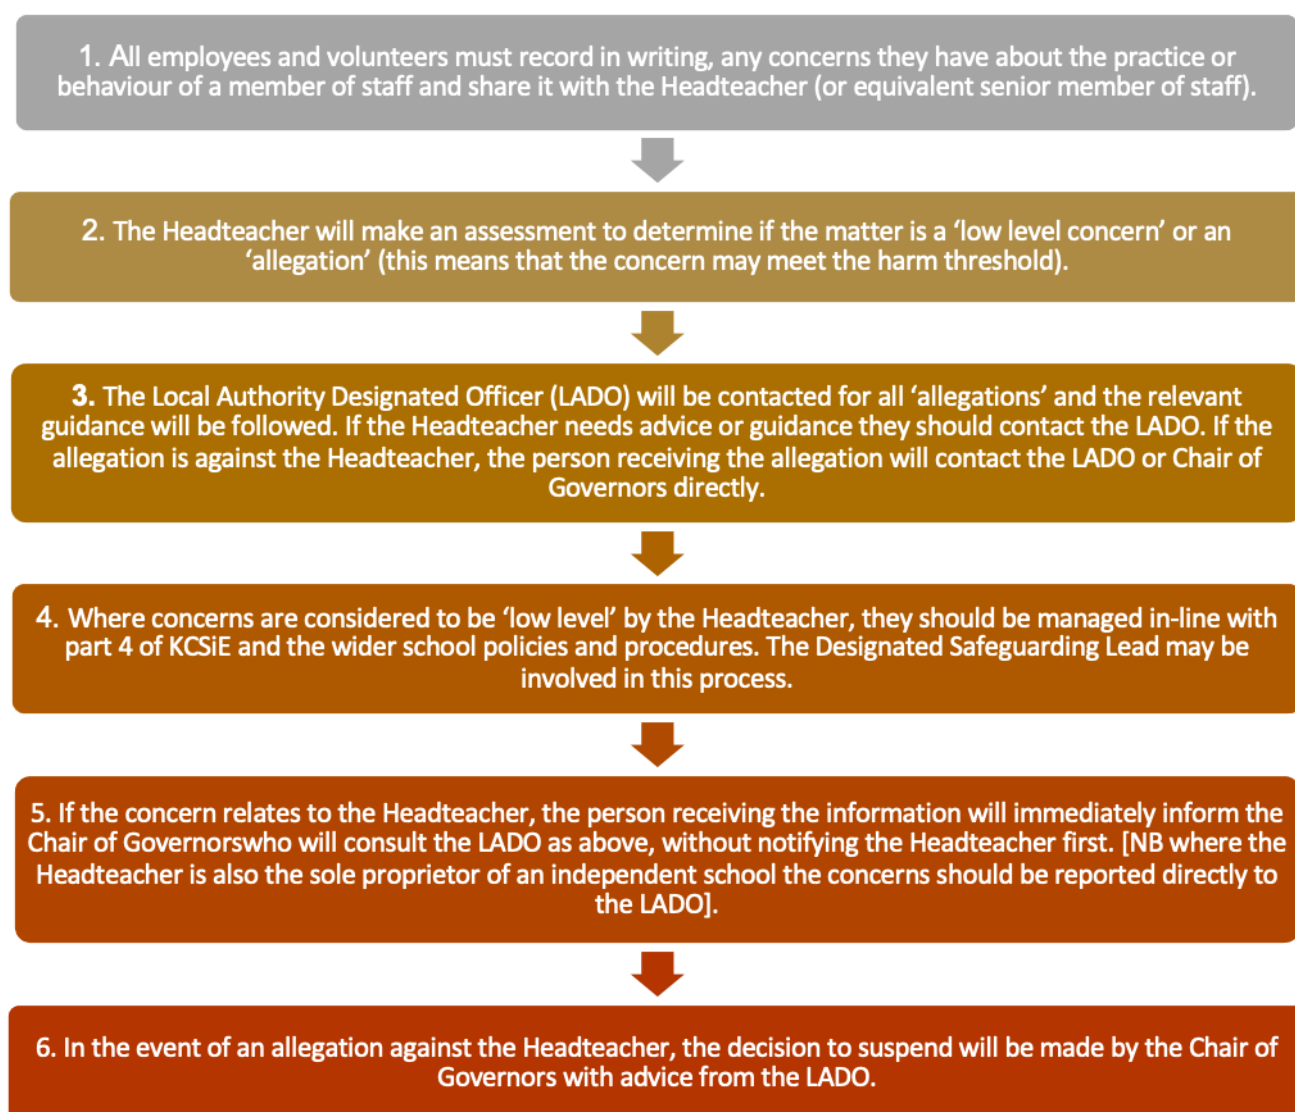 1. All employees and volunteers must record in writing, any concerns they have about the practice or
behaviour of a member of staff and share it with the Headteacher (or equivalent senior member of staff).
2. The Headteacher will make an assessment to determine if the matter is a ‘low level concern’ or an
‘allegation’ (this means that the concern may meet the harm threshold).
3. The Local Authority Designated Officer (LADO) will be contacted for all ‘allegations’ and the relevant
guidance will be followed. If the Headteacher needs advice or guidance they should contact the LADO. If the
allegation is against the Headteacher, the person receiving the allegation will contact the LADO or Chair of
Governors directly.
4. Where concerns are considered to be ‘low level’ by the Headteacher, they should be managed in-line with
part 4 of KCSiE and the wider school policies and procedures. The Designated Safeguarding Lead may be
involved in this process.
5. If the concern relates to the Headteacher, the person receiving the information will immediately inform the
Chair of Governorswho will consult the LADO as above, without notifying the Headteacher first. [NB where the
Headteacher is also the sole proprietor of an independent school the concerns should be reported directly to
the LADO].
6. In the event of an allegation against the Headteacher, the decision to suspend will be made by the Chair of
Governors with advice from the LADO.